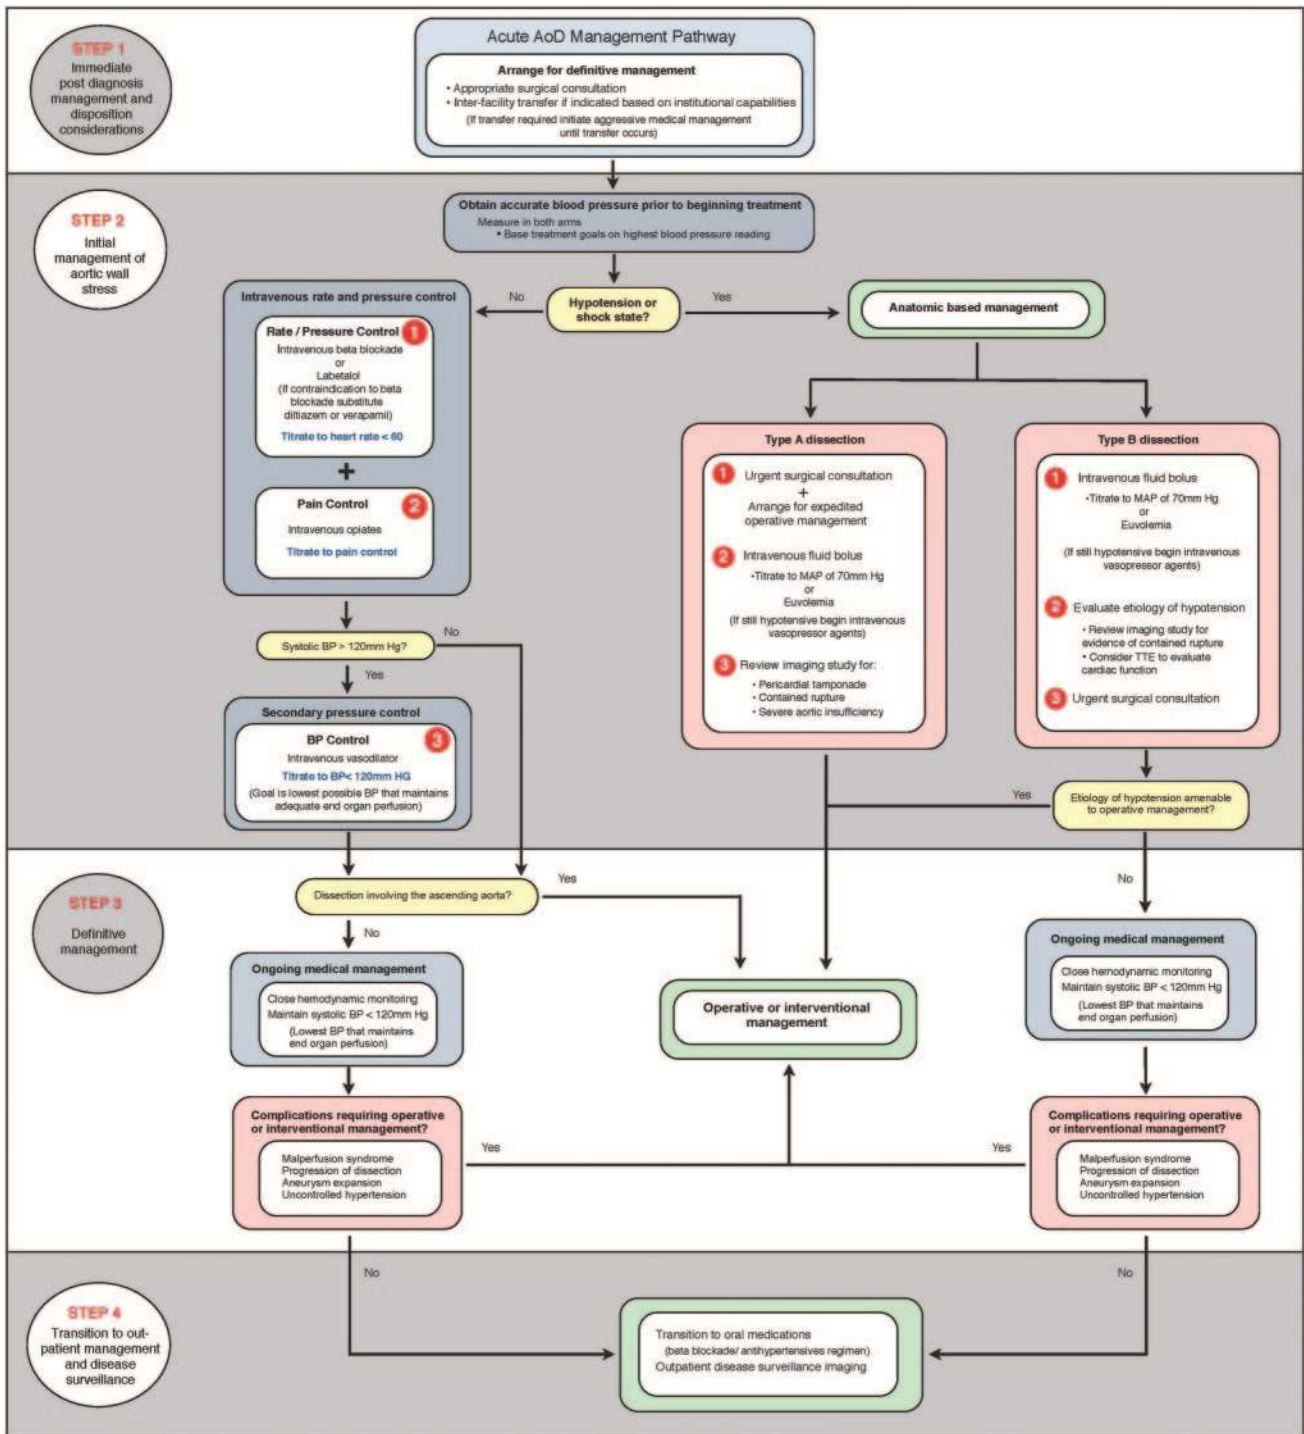 STEP 1
Immediate
post diagnosis
management and
disposition
considerations
Acute AoD Management Pathway
Arrange for definitive management
• Appropriate surgical consultation
• Inter-facility transfer if indicated based on institutional capabilities
(If transfer required initiate aggressive medical management
until transfer occurs)
STEP 2
Initial
management of
aortic wall
stress
Obtain accurate blood pressure prior to beginning treatment
Measure in both arms
• Base treatment goals on highest blood pressure reading
Hypotension or
shock state?
No
Yes
Intravenous rate and pressure control
Rate / Pressure Control
1
Intravenous beta blockade
or
Labetalol
(If contraindication to beta
blockade substitute
diltiazem or verapamil)
Titrate to heart rate < 60
+
Pain Control
2
Intravenous opiates
Titrate to pain control
Systolic BP > 120mm Hg?
No
Yes
Secondary pressure control
BP Control
3
Intravenous vasodilator
Titrate to BP< 120mm HG
(Goal is lowest possible BP that maintains
adequate end organ perfusion)
Anatomic based management
Type A dissection
1 Urgent surgical consultation
+
Arrange for expedited
operative management
2 Intravenous fluid bolus
•Titrate to MAP of 70mm Hg
or
Euvolemia
(If still hypotensive begin intravenous
vasopressor agents)
3 Review imaging study for:
• Pericardial tamponade
• Contained rupture
• Severe aortic insufficiency
Type B dissection
1 Intravenous fluid bolus
•Titrate to MAP of 70mm Hg
or
Euvolemia
(If still hypotensive begin intravenous
vasopressor agents)
2 Evaluate etiology of hypotension
• Review imaging study for
evidence of contained rupture
• Consider TTE to evaluate
cardiac function
3 Urgent surgical consultation
Etiology of hypotension amenable
to operative management?
Yes
No
STEP 3
Definitive
management
Dissection involving the ascending aorta?
Yes
No
Ongoing medical management
Close hemodynamic monitoring
Maintain systolic BP < 120mm Hg
(Lowest BP that maintains
end organ perfusion)
Operative or interventional
management
Ongoing medical management
Close hemodynamic monitoring
Maintain systolic BP < 120mm Hg
(Lowest BP that maintains
end organ perfusion)
Complications requiring operative
or interventional management?
Malperfusion syndrome
Progression of dissection
Aneurysm expansion
Uncontrolled hypertension
Yes
Yes
Complications requiring operative
or interventional management?
Malperfusion syndrome
Progression of dissection
Aneurysm expansion
Uncontrolled hypertension
No
No
STEP 4
Transition to out-
patient management
and disease
surveillance
Transition to oral medications
(beta blockade/ antihypertensives regimen)
Outpatient disease surveillance imaging